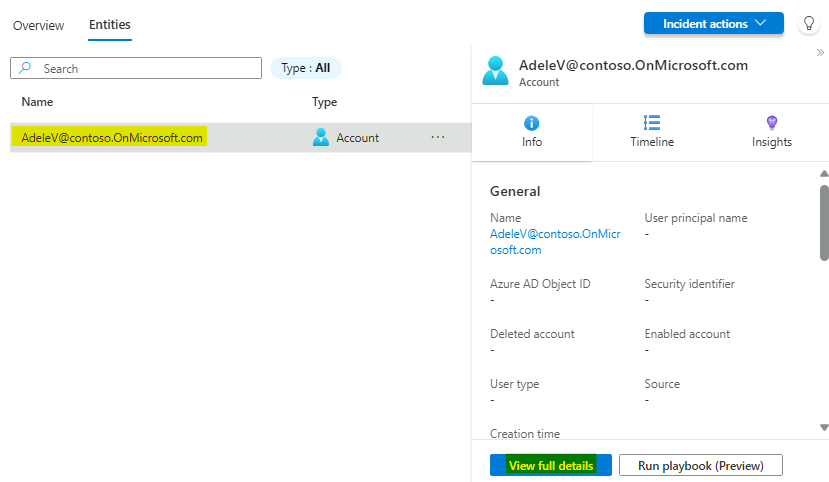 Overview
Entities
Incident actions
Search
Type : All
Name
Type
AdeleV@contoso.OnMicrosoft.com
Account
...
AdeleV@contoso.OnMicrosoft.com
Account
Info
Timeline
Insights
General
Name
AdeleV@contoso.OnMicr
osoft.com
User principal name
-
Azure AD Object ID
-
Security identifier
-
Deleted account
-
Enabled account
-
User type
-
Source
-
Creation time
View full details
Run playbook (Preview)